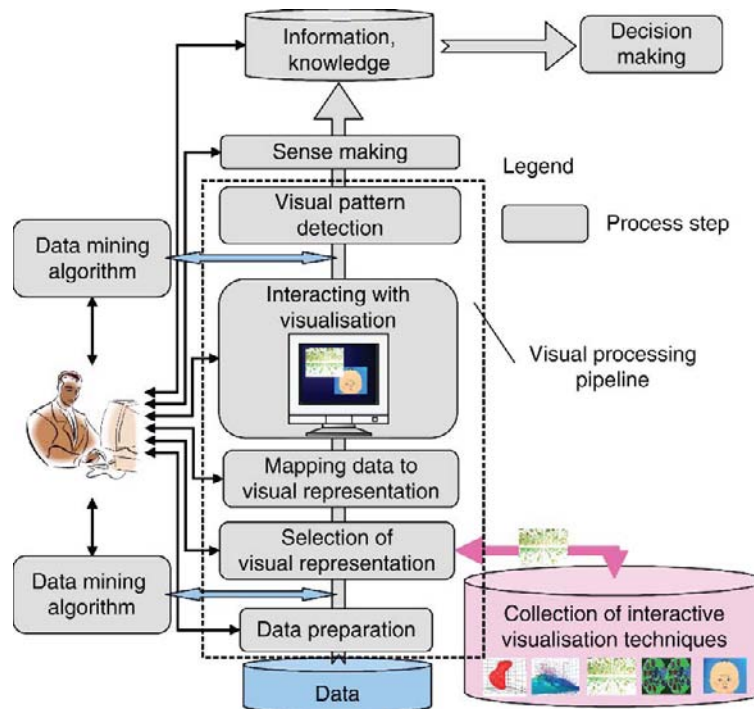 Information,
knowledge
Decision
making
Sense making
Legend
Visual pattern
detection
Process step
Data mining
algorithm
Interacting with
visualisation
Visual processing
pipeline
Mapping data to
visual representation
Selection of
visual representation
Data mining
algorithm
Collection of interactive
visualisation techniques
Data preparation
Data